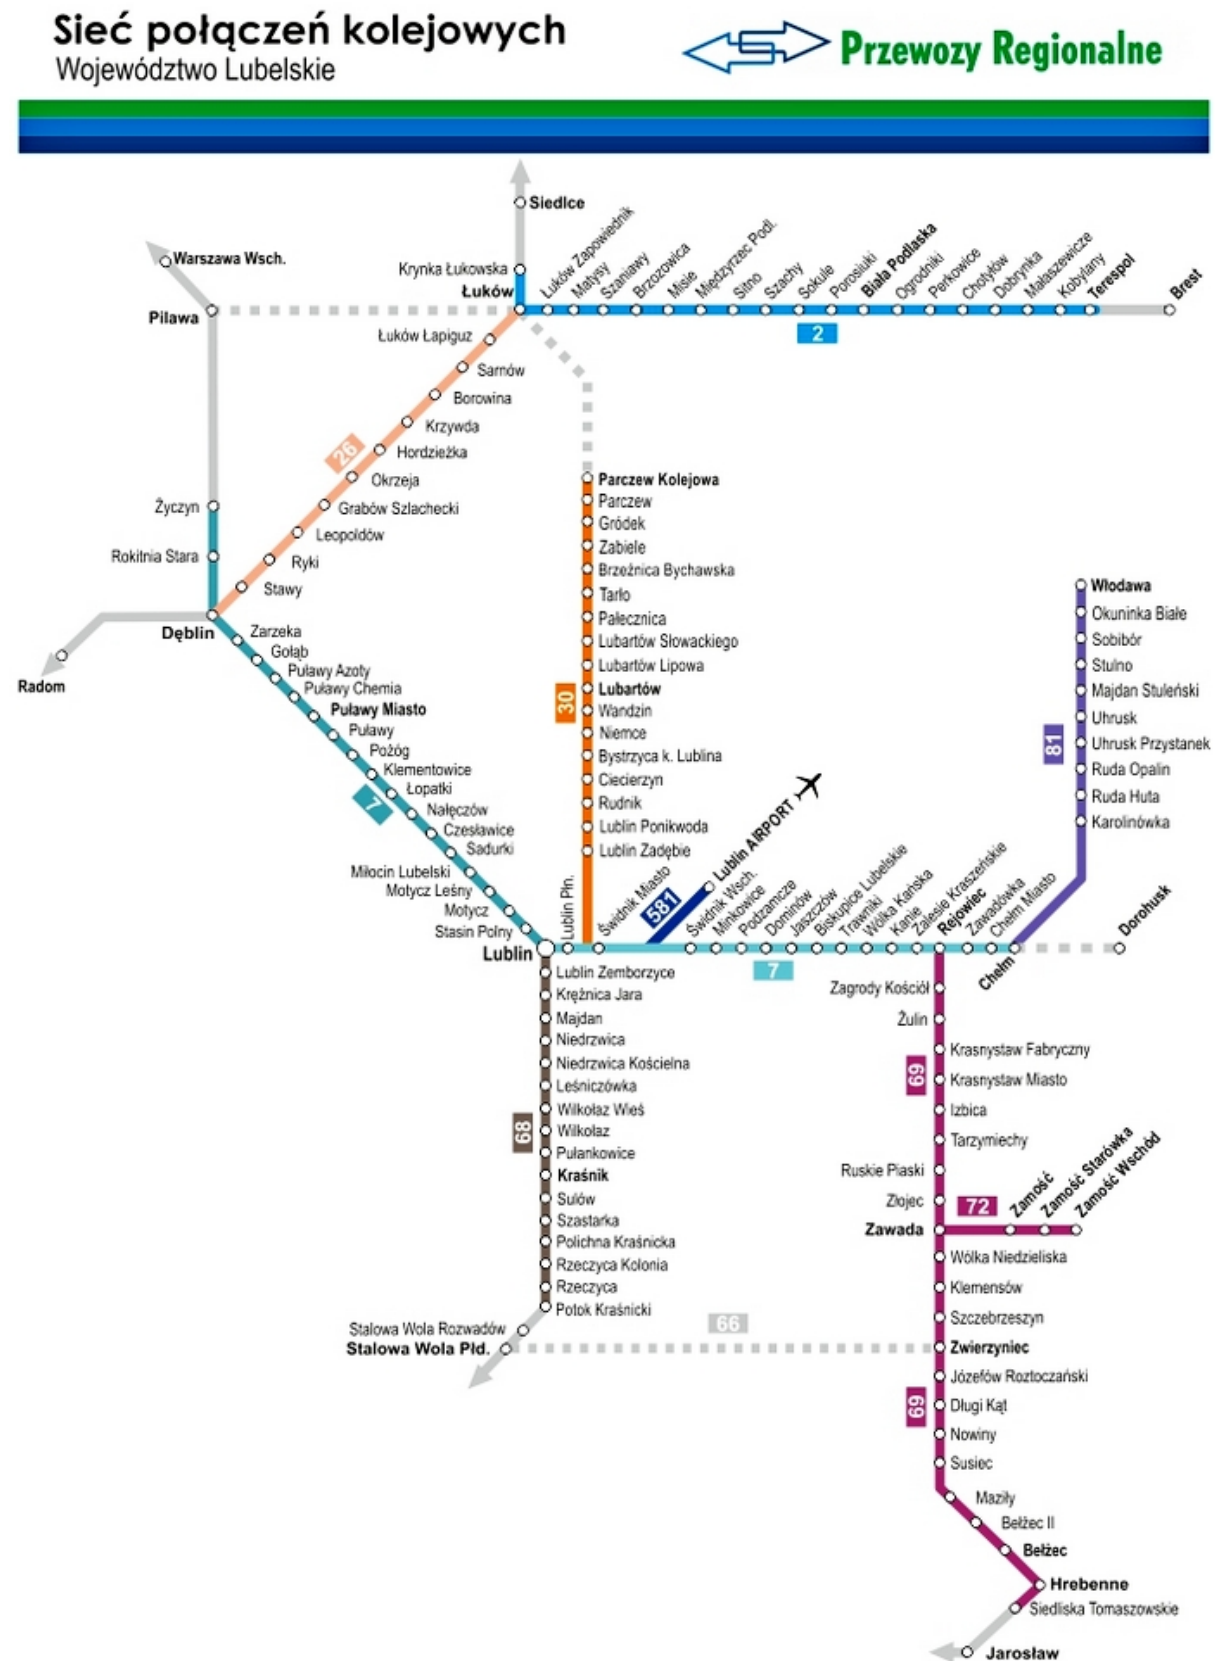 Sieć połączeń kolejowych
Województwo Lubelskie
Przewozy Regionalne
Siedlce
Warszawa Wsch.
Krynka Łukowska
Łuków
Pilawa
Łuków Zapowiednik
Matysy
Szaniawy
Brzozowica
Misie
Międzyrzec Podl.
Sitno
Szachy
Sokule
Porosiuki
Biała Podlaska
Ogrodniki
Perkowice
Chotyłów
Dobrynka
Małaszewicze
Kobylany
Terespol
Brest
2
Łuków Łapiguz
Sarnów
Borowina
Krzywda
Hordzieżka
26
Okrzeja
Grabów Szlachecki
Leopoldów
Ryki
Stawy
Życzyn
Rokitnia Stara
Dęblin
Radom
Parczew Kolejowa
Parczew
Gródek
Zabiele
Brzeźnica Bychawska
Tarło
Pałecznica
Lubartów Słowackiego
Lubartów Lipowa
Lubartów
30
Wandzin
Niemce
Bystrzyca k. Lublina
Ciecierzyn
Rudnik
Lublin Ponikwoda
Lublin Zadębie
Włodawa
Okuninka Białe
Sobibór
Stulno
Majdan Stuleński
Uhrusk
81
Uhrusk Przystanek
Ruda Opalin
Ruda Huta
Karolinówka
Zarzeka
Gołąb
Puławy Azoty
Puławy Chemia
Puławy Miasto
Puławy
Pożóg
Klementowice
Łopatki
7
Nałęczów
Czesławice
Sadurki
Miłocin Lubelski
Motycz Leśny
Motycz
Stasin Polny
Lublin
Lublin Płn.
Świdnik Miasto
581
Lublin AIRPORT
Świdnik Wsch.
Minkowice
Podzamcze
Dominów
Jaszczów
Biskupice Lubelskie
Trawniki
Wólka Kańska
Kanie
Zalesie Kraszeńskie
Rejowiec
Zawadówka
Chełm Miasto
Chełm
Dorohusk
7
Lublin Zemborzyce
Krężnica Jara
Majdan
Niedrzwica
Niedrzwica Kościelna
Leśniczówka
Wilkołaz Wieś
68
Wilkołaz
Pułankowice
Kraśnik
Sulów
Szastarka
Polichna Kraśnicka
Rzeczyca Kolonia
Rzeczyca
Potok Kraśnicki
Stalowa Wola Rozwadów
Stalowa Wola Płd.
66
Zagrody Kościół
Żulin
Krasnystaw Fabryczny
69
Krasnystaw Miasto
Izbica
Tarzymiechy
Ruskie Piaski
Złojec
Zawada
72
Zamość
Zamość Starówka
Zamość Wschód
Wólka Niedzieliska
Klemensów
Szczebrzeszyn
Zwierzyniec
Józefów Roztoczański
69
Długi Kąt
Nowiny
Susiec
Maziły
Bełżec II
Bełżec
Hrebenne
Siedliska Tomaszowskie
Jarosław